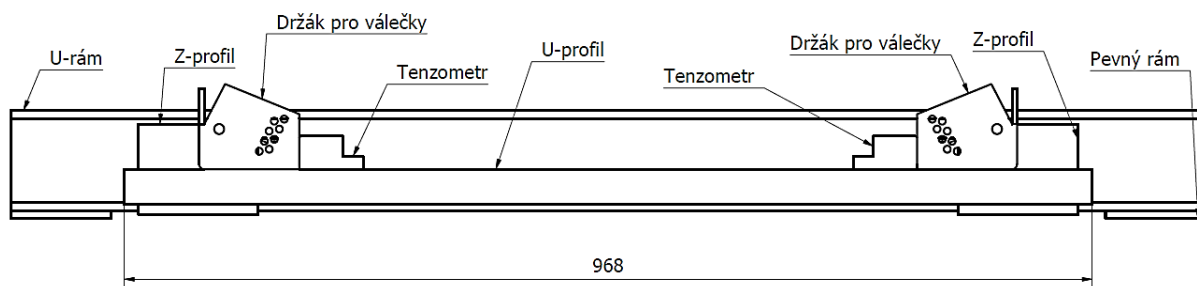 Držák pro válečky
U-rám
Z-profil
Tenzometr
U-profil
Tenzometr
Držák pro válečky
Z-profil
Pevný rám
968